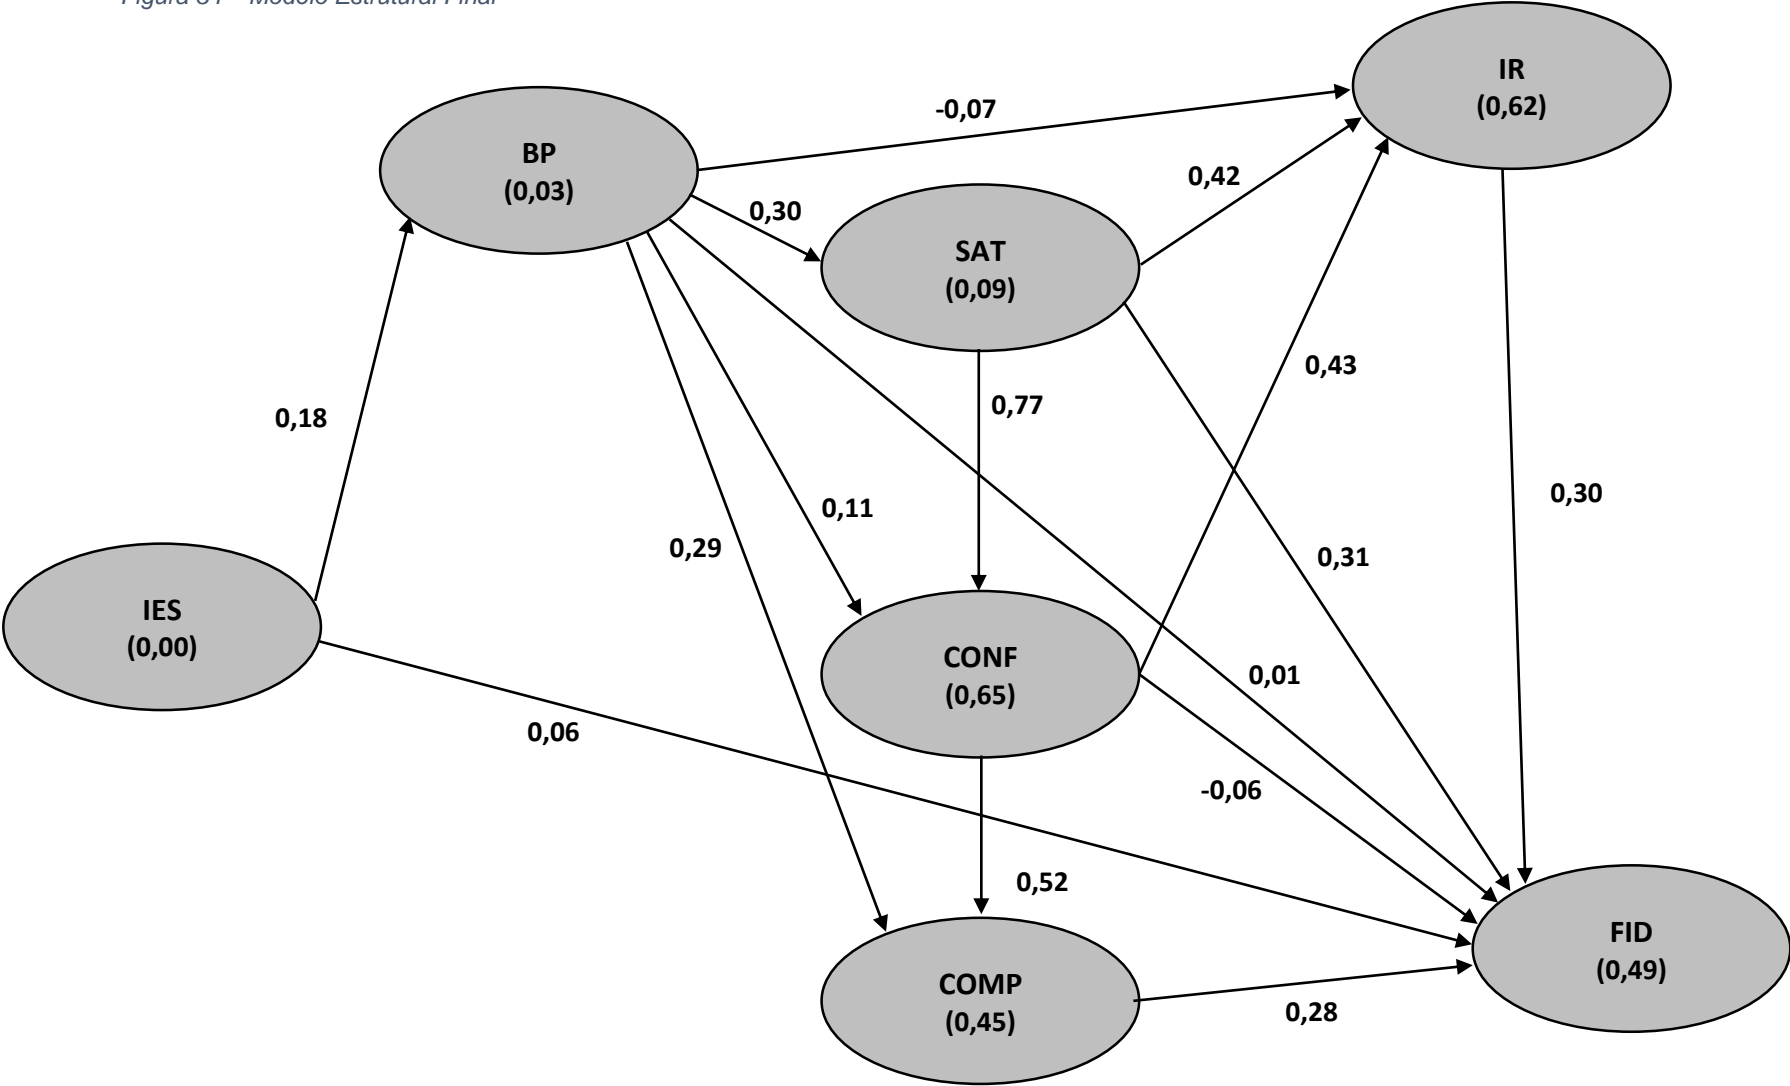 Modelo Estrutural Final
IR
(0,62)
-0,07
BP
(0,03)
0,42
0,30
SAT
(0,09)
0,43
0,77
0,18
0,30
0,11
0,29
0,31
IES
(0,00)
CONF
(0,65)
0,01
0,06
-0,06
0,52
FID
(0,49)
COMP
(0,45)
0,28